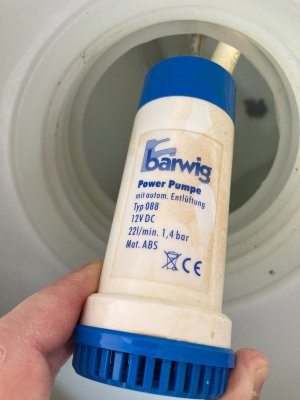 barwig
Power Pumpe
mit autom. Entlüftung
Typ 088
12V DC
22l/min. 1,4 bar
Mat. ABS
CE